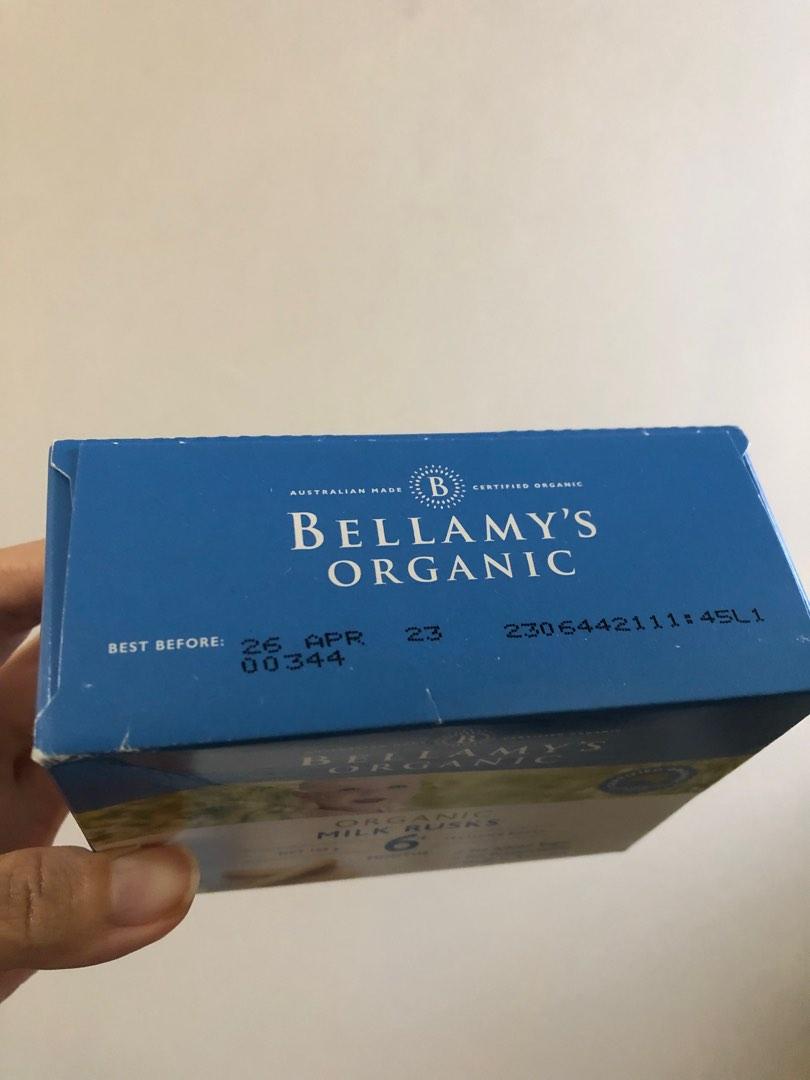 AUSTRALIAN MADE B CERTIFIED ORGANIC
BELLAMY'S
ORGANIC
BEST BEFORE: 26 APR 23 2306442111:45L1
00344
BELLAMY'S
ORGANIC
ORGANIC
MILK RUSKS
6+